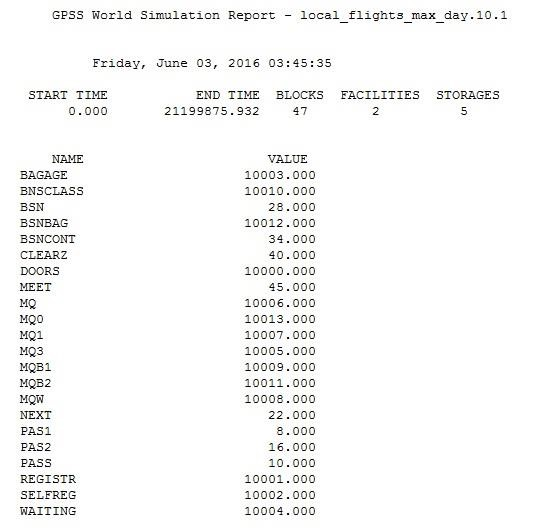 GPSS World Simulation Report - local_flights_max_day.10.1
Friday, June 03, 2016 03:45:35
START TIME END TIME BLOCKS FACILITIES STORAGES
0.000 21199875.932 47 2 5
NAME VALUE
BAGAGE 10003.000
BNSCLASS 10010.000
BSN 28.000
BSNBAG 10012.000
BSNCONT 34.000
CLEARZ 40.000
DOORS 10000.000
MEET 45.000
MQ 10006.000
MQ0 10013.000
MQ1 10007.000
MQ3 10005.000
MQB1 10009.000
MQB2 10011.000
MQW 10008.000
NEXT 22.000
PAS1 8.000
PAS2 16.000
PASS 10.000
REGISTR 10001.000
SELFREG 10002.000
WAITING 10004.000